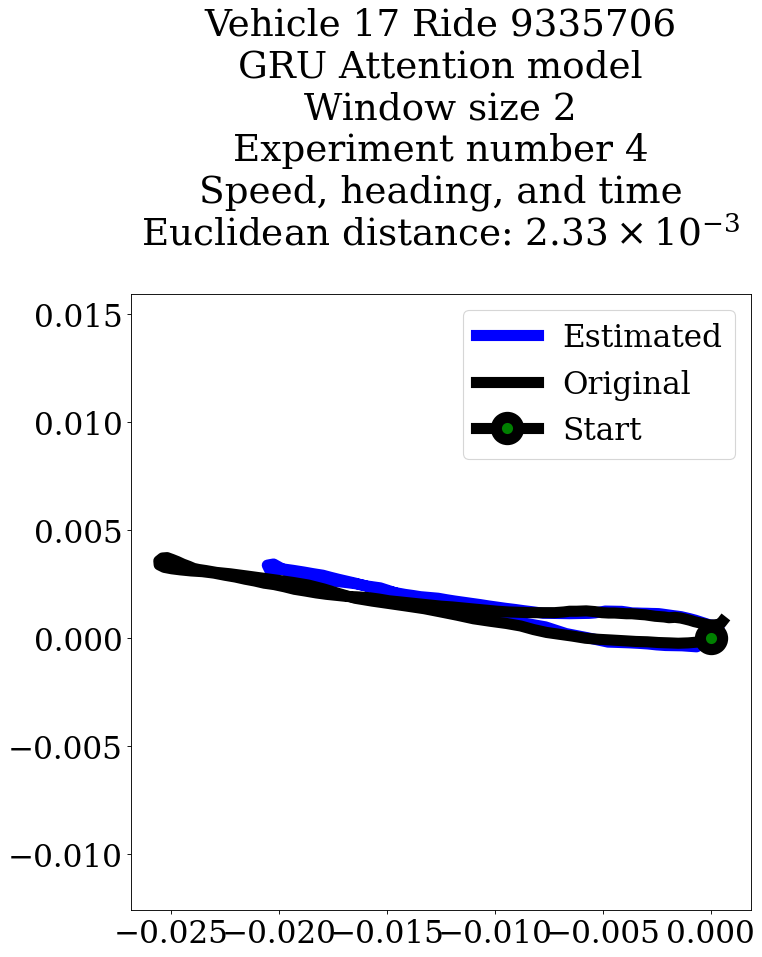 Vehicle 17 Ride 9335706
GRU Attention model
Window size 2
Experiment number 4
Speed, heading, and time
Euclidean distance: 2.33 × 10⁻³
Estimated
Original
Start
0.015
0.010
0.005
0.000
−0.005
−0.010
−0.025 −0.020 −0.015 −0.010 −0.005 0.000